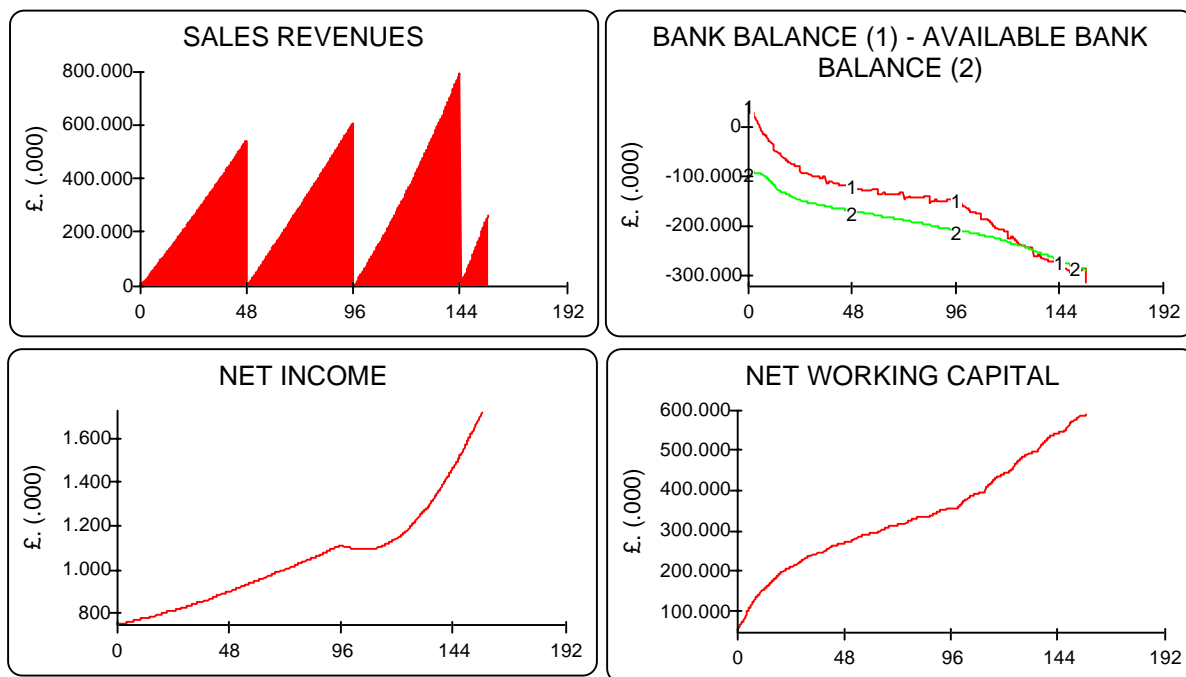 SALES REVENUES
£. (.000)
800.000
600.000
400.000
200.000
0
0 48 96 144 192
BANK BALANCE (1) - AVAILABLE BANK
BALANCE (2)
£. (.000)
0
-100.000
-200.000
-300.000
1 1 1 1
2 2 2 2
0 48 96 144 192
NET INCOME
£. (.000)
1.600
1.400
1.200
1.000
800
0 48 96 144 192
NET WORKING CAPITAL
£. (.000)
600.000
500.000
400.000
300.000
200.000
100.000
0 48 96 144 192